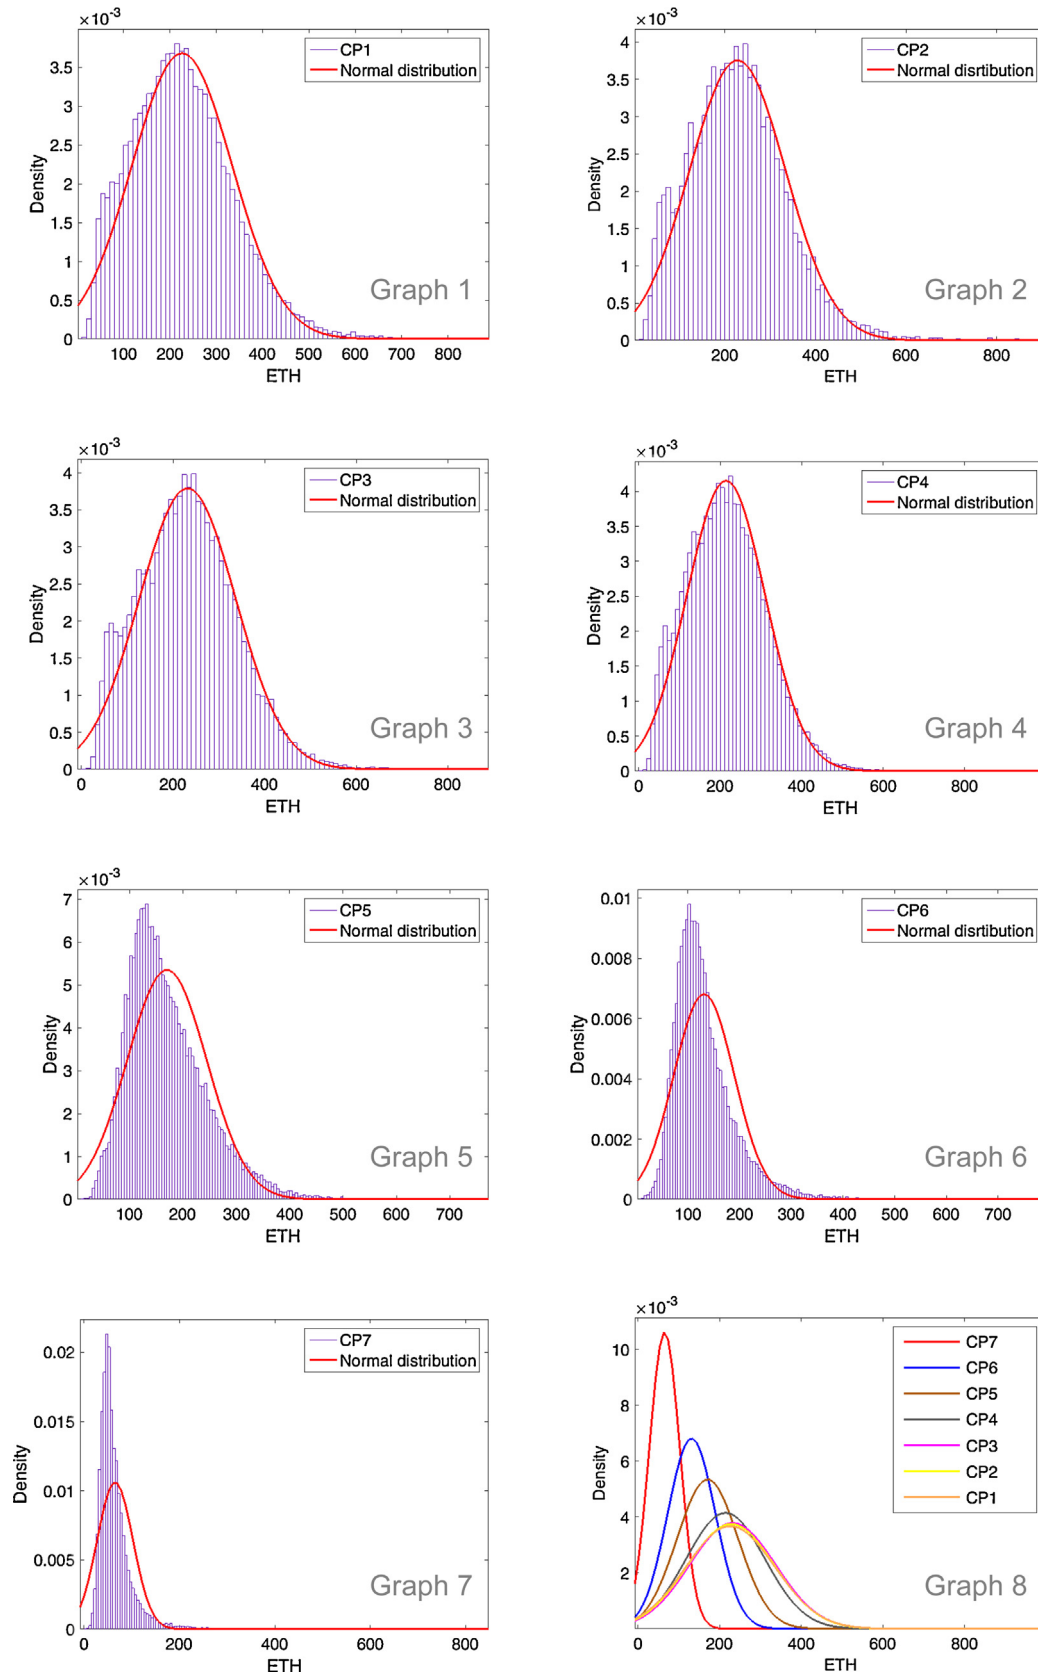 ×10-3
CP1
Normal distribution
3.5
3
2.5
2
1.5
1
0.5
0
Density
Graph 1
100 200 300 400 500 600 700 800
ETH
×10-3
CP2
Normal disrtibution
4
3.5
3
2.5
2
1.5
1
0.5
0
Density
Graph 2
200 400 600 800
ETH
×10-3
CP3
Normal distribution
4
3.5
3
2.5
2
1.5
1
0.5
0
Density
Graph 3
0 200 400 600 800
ETH
×10-3
CP4
Normal distribution
4
3.5
3
2.5
2
1.5
1
0.5
0
Density
Graph 4
0 200 400 600 800
ETH
×10-3
CP5
Normal distribution
7
6
5
4
3
2
1
0
Density
Graph 5
100 200 300 400 500 600 700
ETH
CP6
Normal disrtibution
0.01
0.008
0.006
0.004
0.002
0
Density
Graph 6
100 200 300 400 500 600 700
ETH
CP7
Normal distribution
0.02
0.015
0.01
0.005
0
Density
Graph 7
0 200 400 600 800
ETH
×10-3
CP7
CP6
CP5
CP4
CP3
CP2
CP1
10
8
6
4
2
Density
Graph 8
0 200 400 600 800
ETH